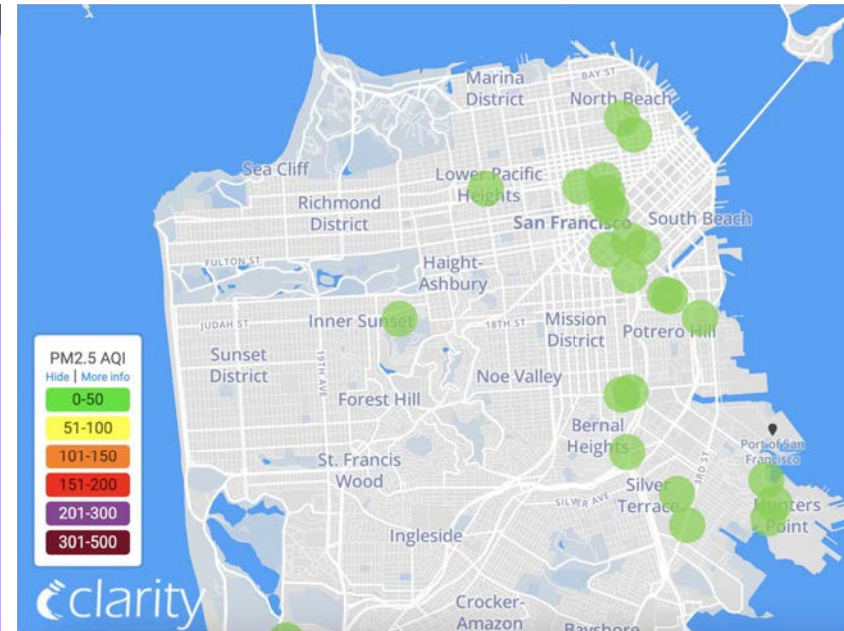 Marina
District
BAY ST
North Beach
Sea Cliff
Lower Pacific
Heights
Richmond
District
San Francisco
South Beach
FULTON ST
Haight-
Ashbury
JUDAH ST
Inner Sunset
18TH ST
Mission
District
Potrero Hill
Sunset
District
19TH AVE
Noe Valley
Forest Hill
Bernal
Heights
3RD ST
Port of San
Francisco
St. Francis
Wood
Silver
Terrace
SILVER AVE
Hunters
Point
Ingleside
Crocker-
Amazon
Bayshore
PM2.5 AQI
Hide | More info
0-50
51-100
101-150
151-200
201-300
301-500
clarity